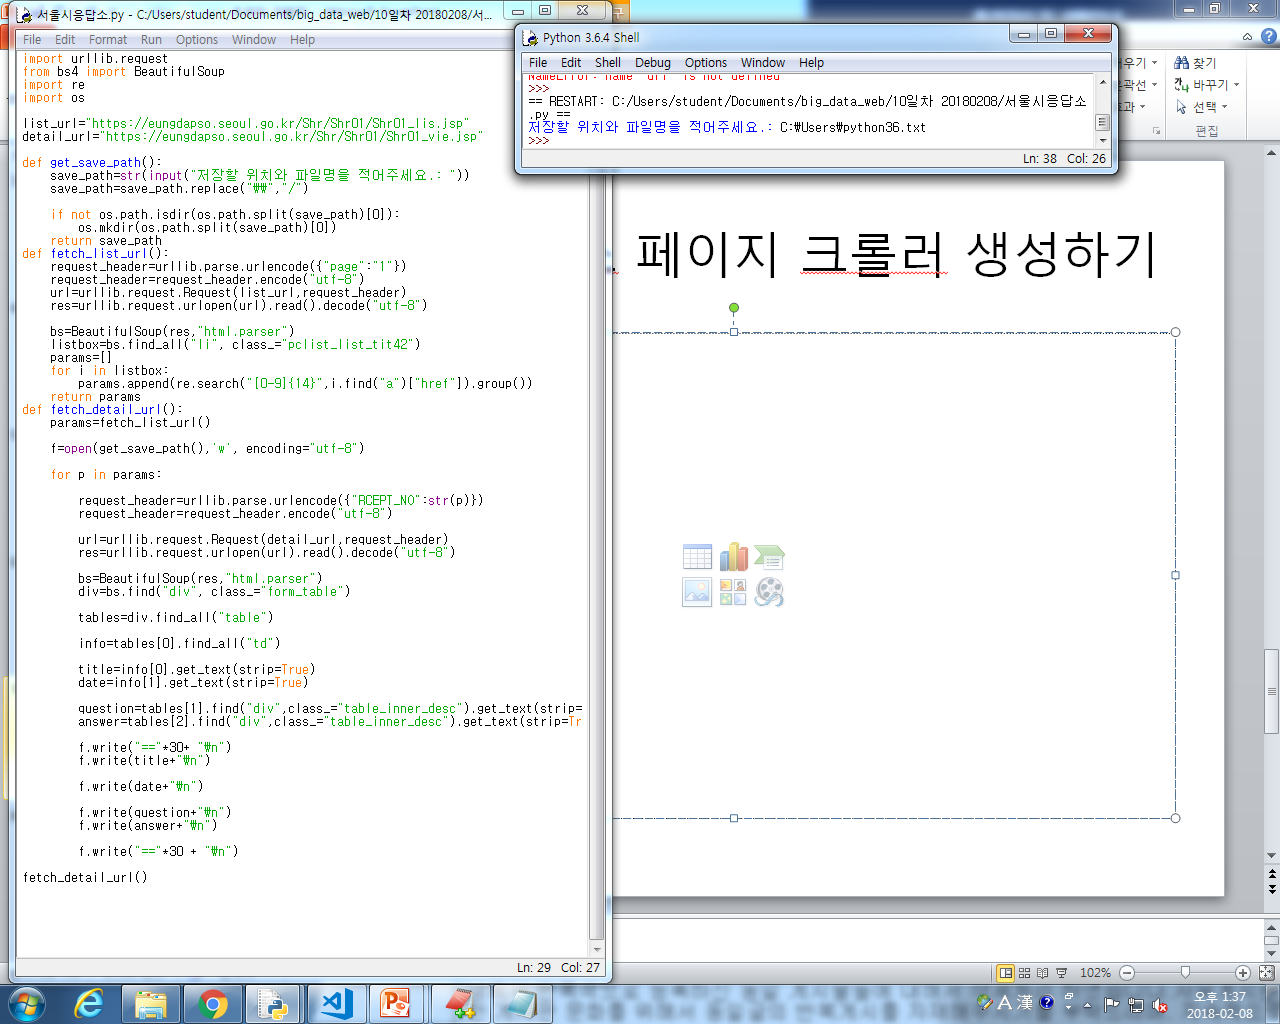 서울시응답소.py - C:/Users/student/Documents/big_data_web/10일차 20180208/서...
File Edit Format Run Options Window Help
import urllib.request
from bs4 import BeautifulSoup
import re
import os
list_url="https://eungdapso.seoul.go.kr/Shr/Shr01/Shr01_lis.jsp"
detail_url="https://eungdapso.seoul.go.kr/Shr/Shr01/Shr01_vie.jsp"
def get_save_path():
save_path=str(input("저장할 위치와 파일명을 적어주세요.: "))
save_path=save_path.replace("₩₩","/")
if not os.path.isdir(os.path.split(save_path)[0]):
os.mkdir(os.path.split(save_path)[0])
return save_path
def fetch_list_url():
request_header=urllib.parse.urlencode({"page":"1"})
request_header=request_header.encode("utf-8")
url=urllib.request.Request(list_url,request_header)
res=urllib.request.urlopen(url).read().decode("utf-8")
bs=BeautifulSoup(res,"html.parser")
listbox=bs.find_all("li", class_="pclist_list_tit42")
params=[]
for i in listbox:
params.append(re.search("[0-9]{14}",i.find("a")["href"]).group())
return params
def fetch_detail_url():
params=fetch_list_url()
f=open(get_save_path(),'w', encoding="utf-8")
for p in params:
request_header=urllib.parse.urlencode({"RCEPT_NO":str(p)})
request_header=request_header.encode("utf-8")
url=urllib.request.Request(detail_url,request_header)
res=urllib.request.urlopen(url).read().decode("utf-8")
bs=BeautifulSoup(res,"html.parser")
div=bs.find("div", class_="form_table")
tables=div.find_all("table")
info=tables[0].find_all("td")
title=info[0].get_text(strip=True)
date=info[1].get_text(strip=True)
question=tables[1].find("div",class_="table_inner_desc").get_text(strip=
answer=tables[2].find("div",class_="table_inner_desc").get_text(strip=Tr
f.write("=="*30+ "₩n")
f.write(title+"₩n")
f.write(date+"₩n")
f.write(question+"₩n")
f.write(answer+"₩n")
f.write("=="*30 + "₩n")
fetch_detail_url()
Ln: 29 Col: 27
Python 3.6.4 Shell
File Edit Shell Debug Options Window Help
NameError: name 'url' is not defined
>>>
== RESTART: C:/Users/student/Documents/big_data_web/10일차 20180208/서울시응답소
.py ==
저장할 위치와 파일명을 적어주세요.: C:₩Users₩python36.txt
>>>
Ln: 38 Col: 26
찾기
바꾸기
선택
편집
페이지 크롤러 생성하기
102%
A 漢
오후 1:37
2018-02-08